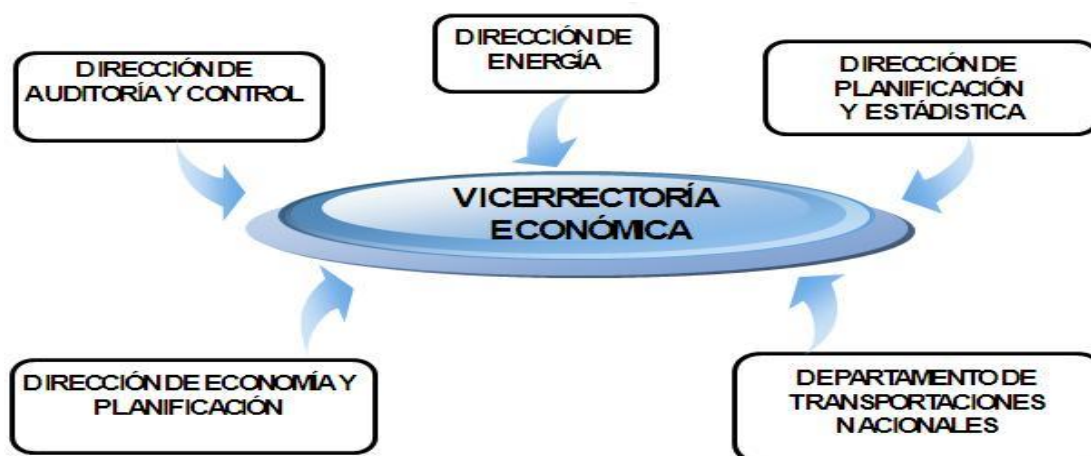 DIRECCIÓN DE
AUDITORÍA Y CONTROL
DIRECCIÓN DE
ENERGÍA
DIRECCIÓN DE
PLANIFICACIÓN
Y ESTÁDISTICA
VICERRECTORÍA
ECONÓMICA
DIRECCIÓN DE ECONOMÍA Y
PLANIFICACIÓN
DEPARTAMENTO DE
TRANSPORTACIONES
NACIONALES